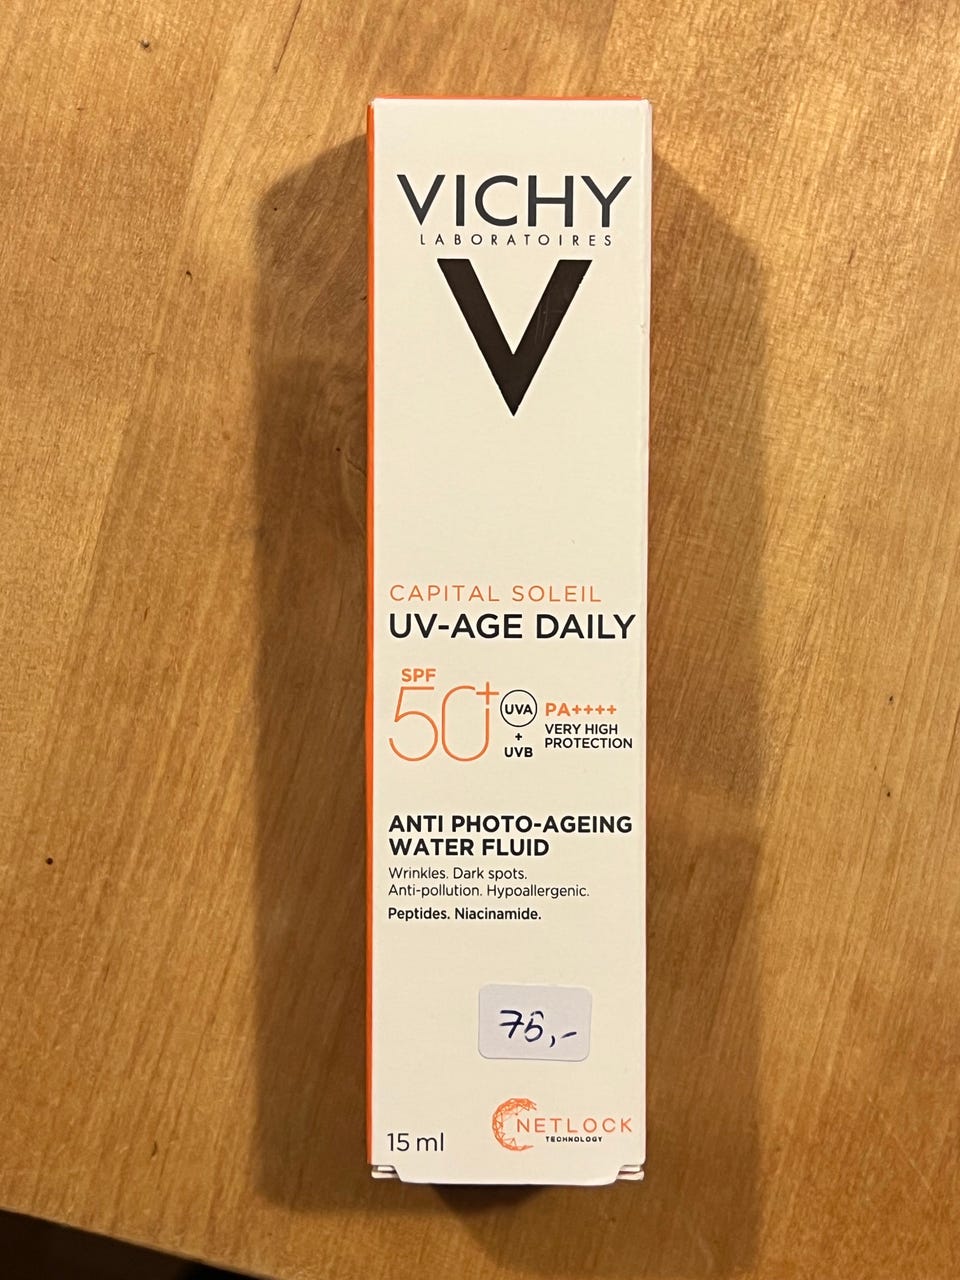 VICHY
LABORATOIRES
V
CAPITAL SOLEIL
UV-AGE DAILY
SPF
50+
UVA
+
UVB
PA++++
VERY HIGH
PROTECTION
ANTI PHOTO-AGEING
WATER FLUID
Wrinkles. Dark spots.
Anti-pollution. Hypoallergenic.
Peptides. Niacinamide.
75,-
NETLOCK
TECHNOLOGY
15 ml